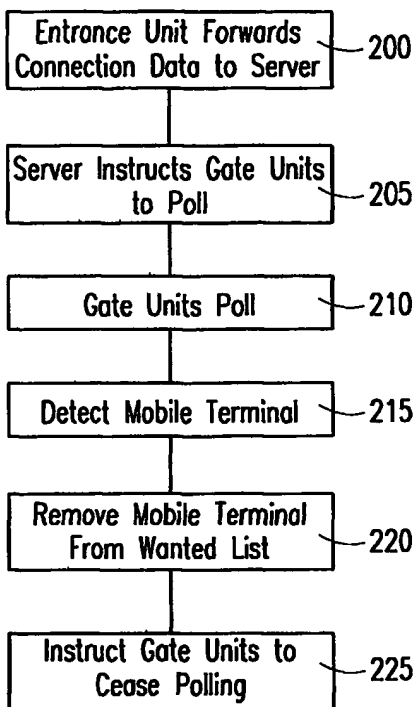 Entrance Unit Forwards
Connection Data to Server
200
Server Instructs Gate Units
to Poll
205
Gate Units Poll
210
Detect Mobile Terminal
215
Remove Mobile Terminal
From Wanted List
220
Instruct Gate Units to
Cease Polling
225